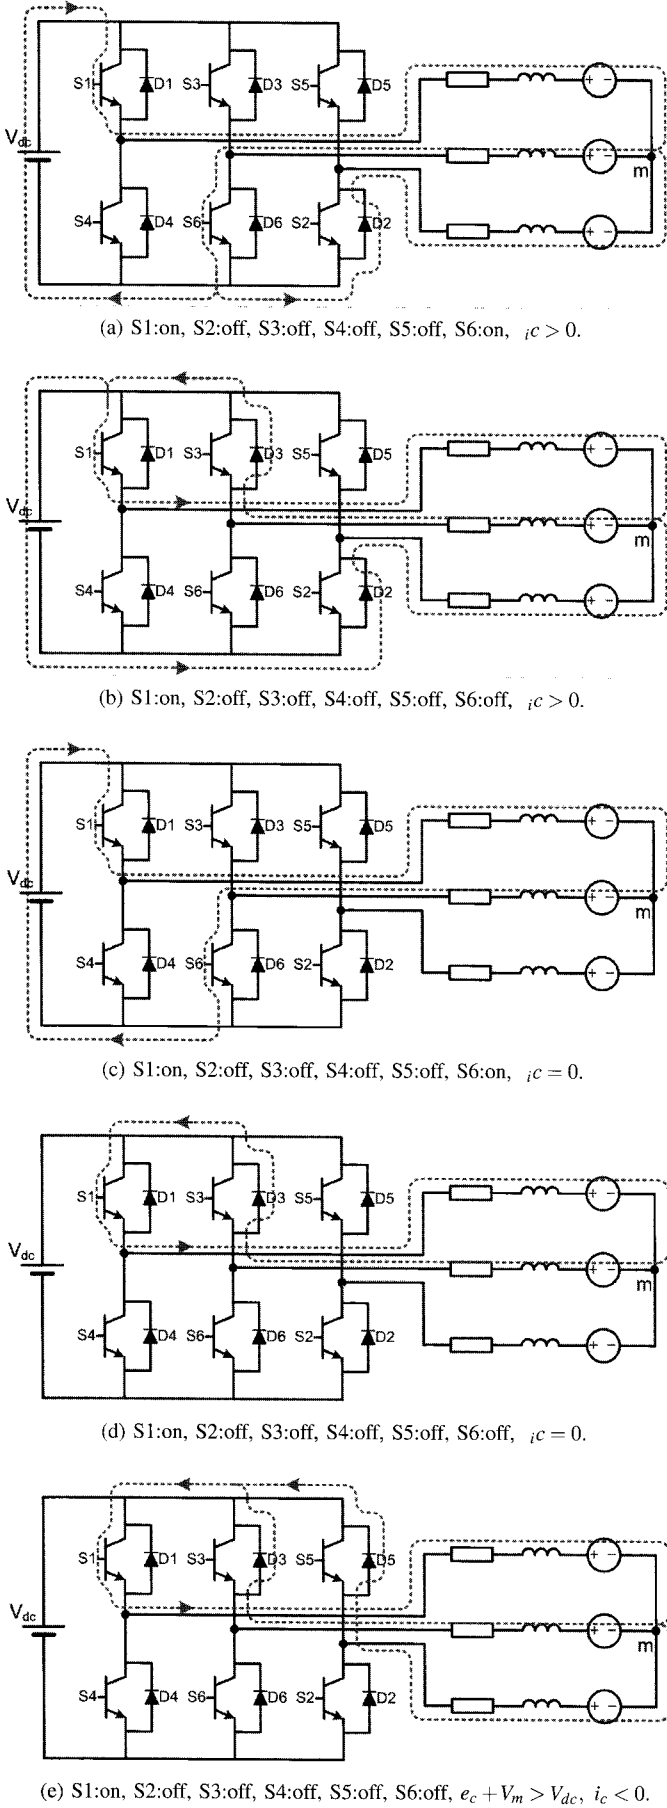 S1 D1 S3 D3 S5 D5
V_dc
m
S4 D4 S6 D6 S2 D2
(a) S1:on, S2:off, S3:off, S4:off, S5:off, S6:on, _ic > 0.
S1 D1 S3 D3 S5 D5
V_dc
m
S4 D4 S6 D6 S2 D2
(b) S1:on, S2:off, S3:off, S4:off, S5:off, S6:off, _ic > 0.
S1 D1 S3 D3 S5 D5
V_dc
m
S4 D4 S6 D6 S2 D2
(c) S1:on, S2:off, S3:off, S4:off, S5:off, S6:on, _ic = 0.
S1 D1 S3 D3 S5 D5
V_dc
m
S4 D4 S6 D6 S2 D2
(d) S1:on, S2:off, S3:off, S4:off, S5:off, S6:off, _ic = 0.
S1 D1 S3 D3 S5 D5
V_dc
m
S4 D4 S6 D6 S2 D2
(e) S1:on, S2:off, S3:off, S4:off, S5:off, S6:off, e_c + V_m > V_dc, i_c < 0.